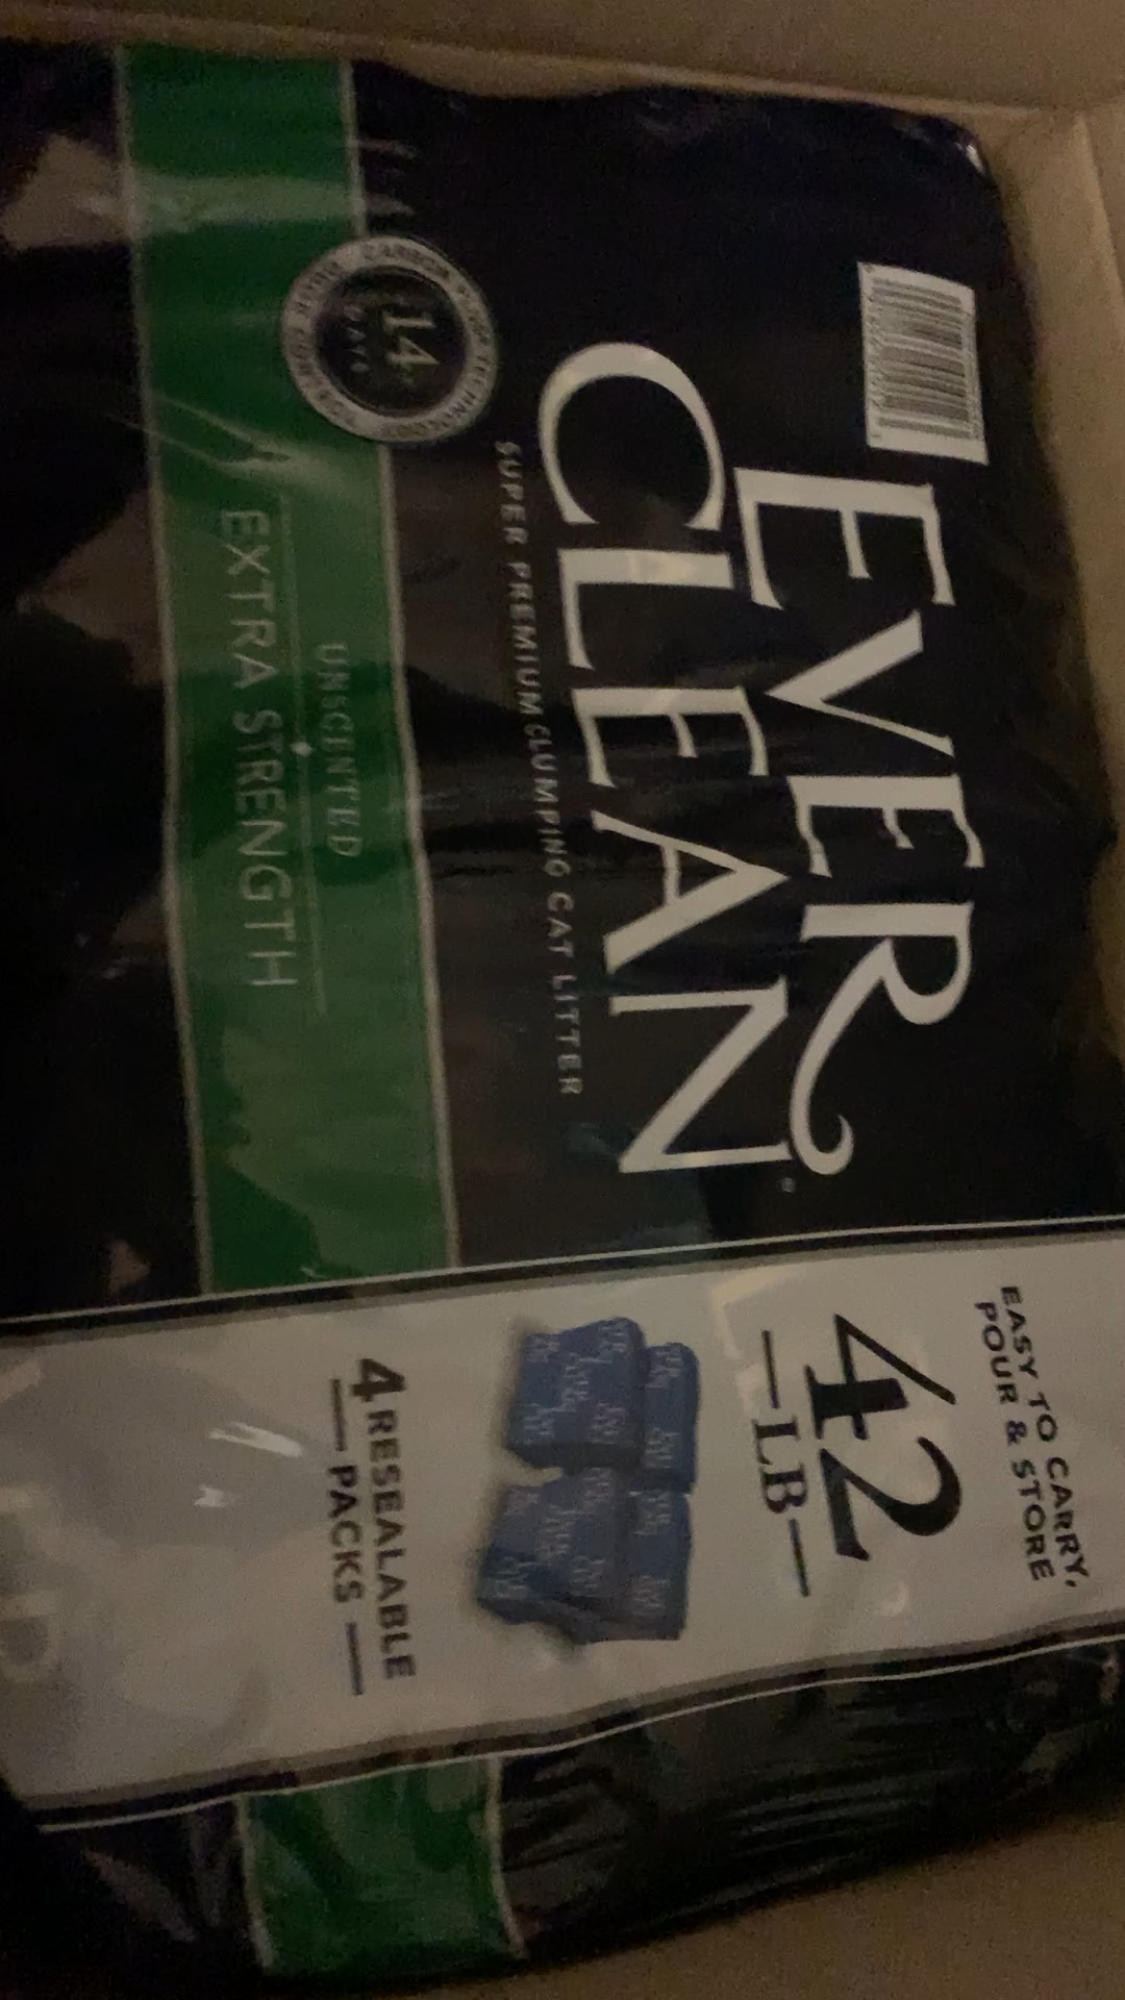 EVER
CLEAN®
SUPER PREMIUM CLUMPING CAT LITTER
14
DAYS
UNSCENTED
EXTRA STRENGTH
EASY TO CARRY,
POUR & STORE
42
LB
4 RESEALABLE
PACKS